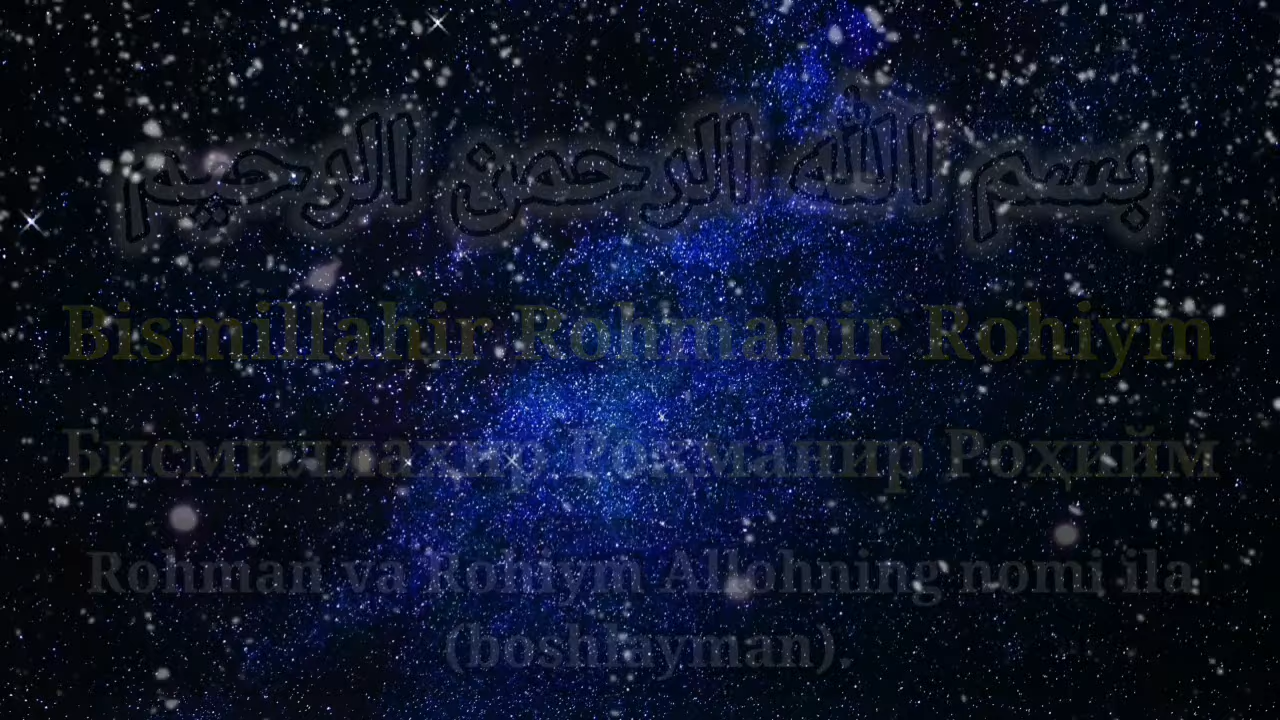 بسم الله الرحمن الرحيم
Bismillahir Rohmanir Rohiym
Бисмиллаҳир Роҳманир Роҳийм
Rohman va Rohiym Allohning nomi ila
(boshlayman).